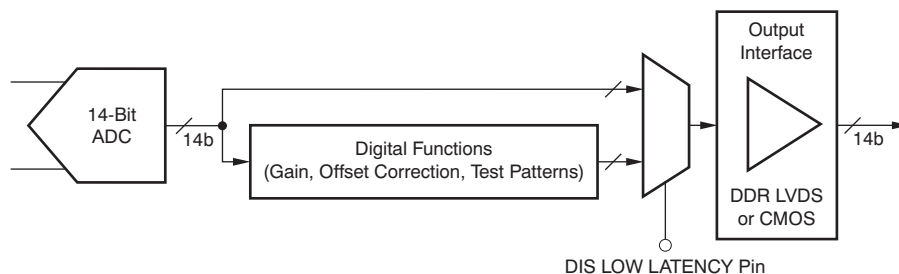 14-Bit
ADC
14b
Digital Functions
(Gain, Offset Correction, Test Patterns)
DIS LOW LATENCY Pin
Output
Interface
DDR LVDS
or CMOS
14b